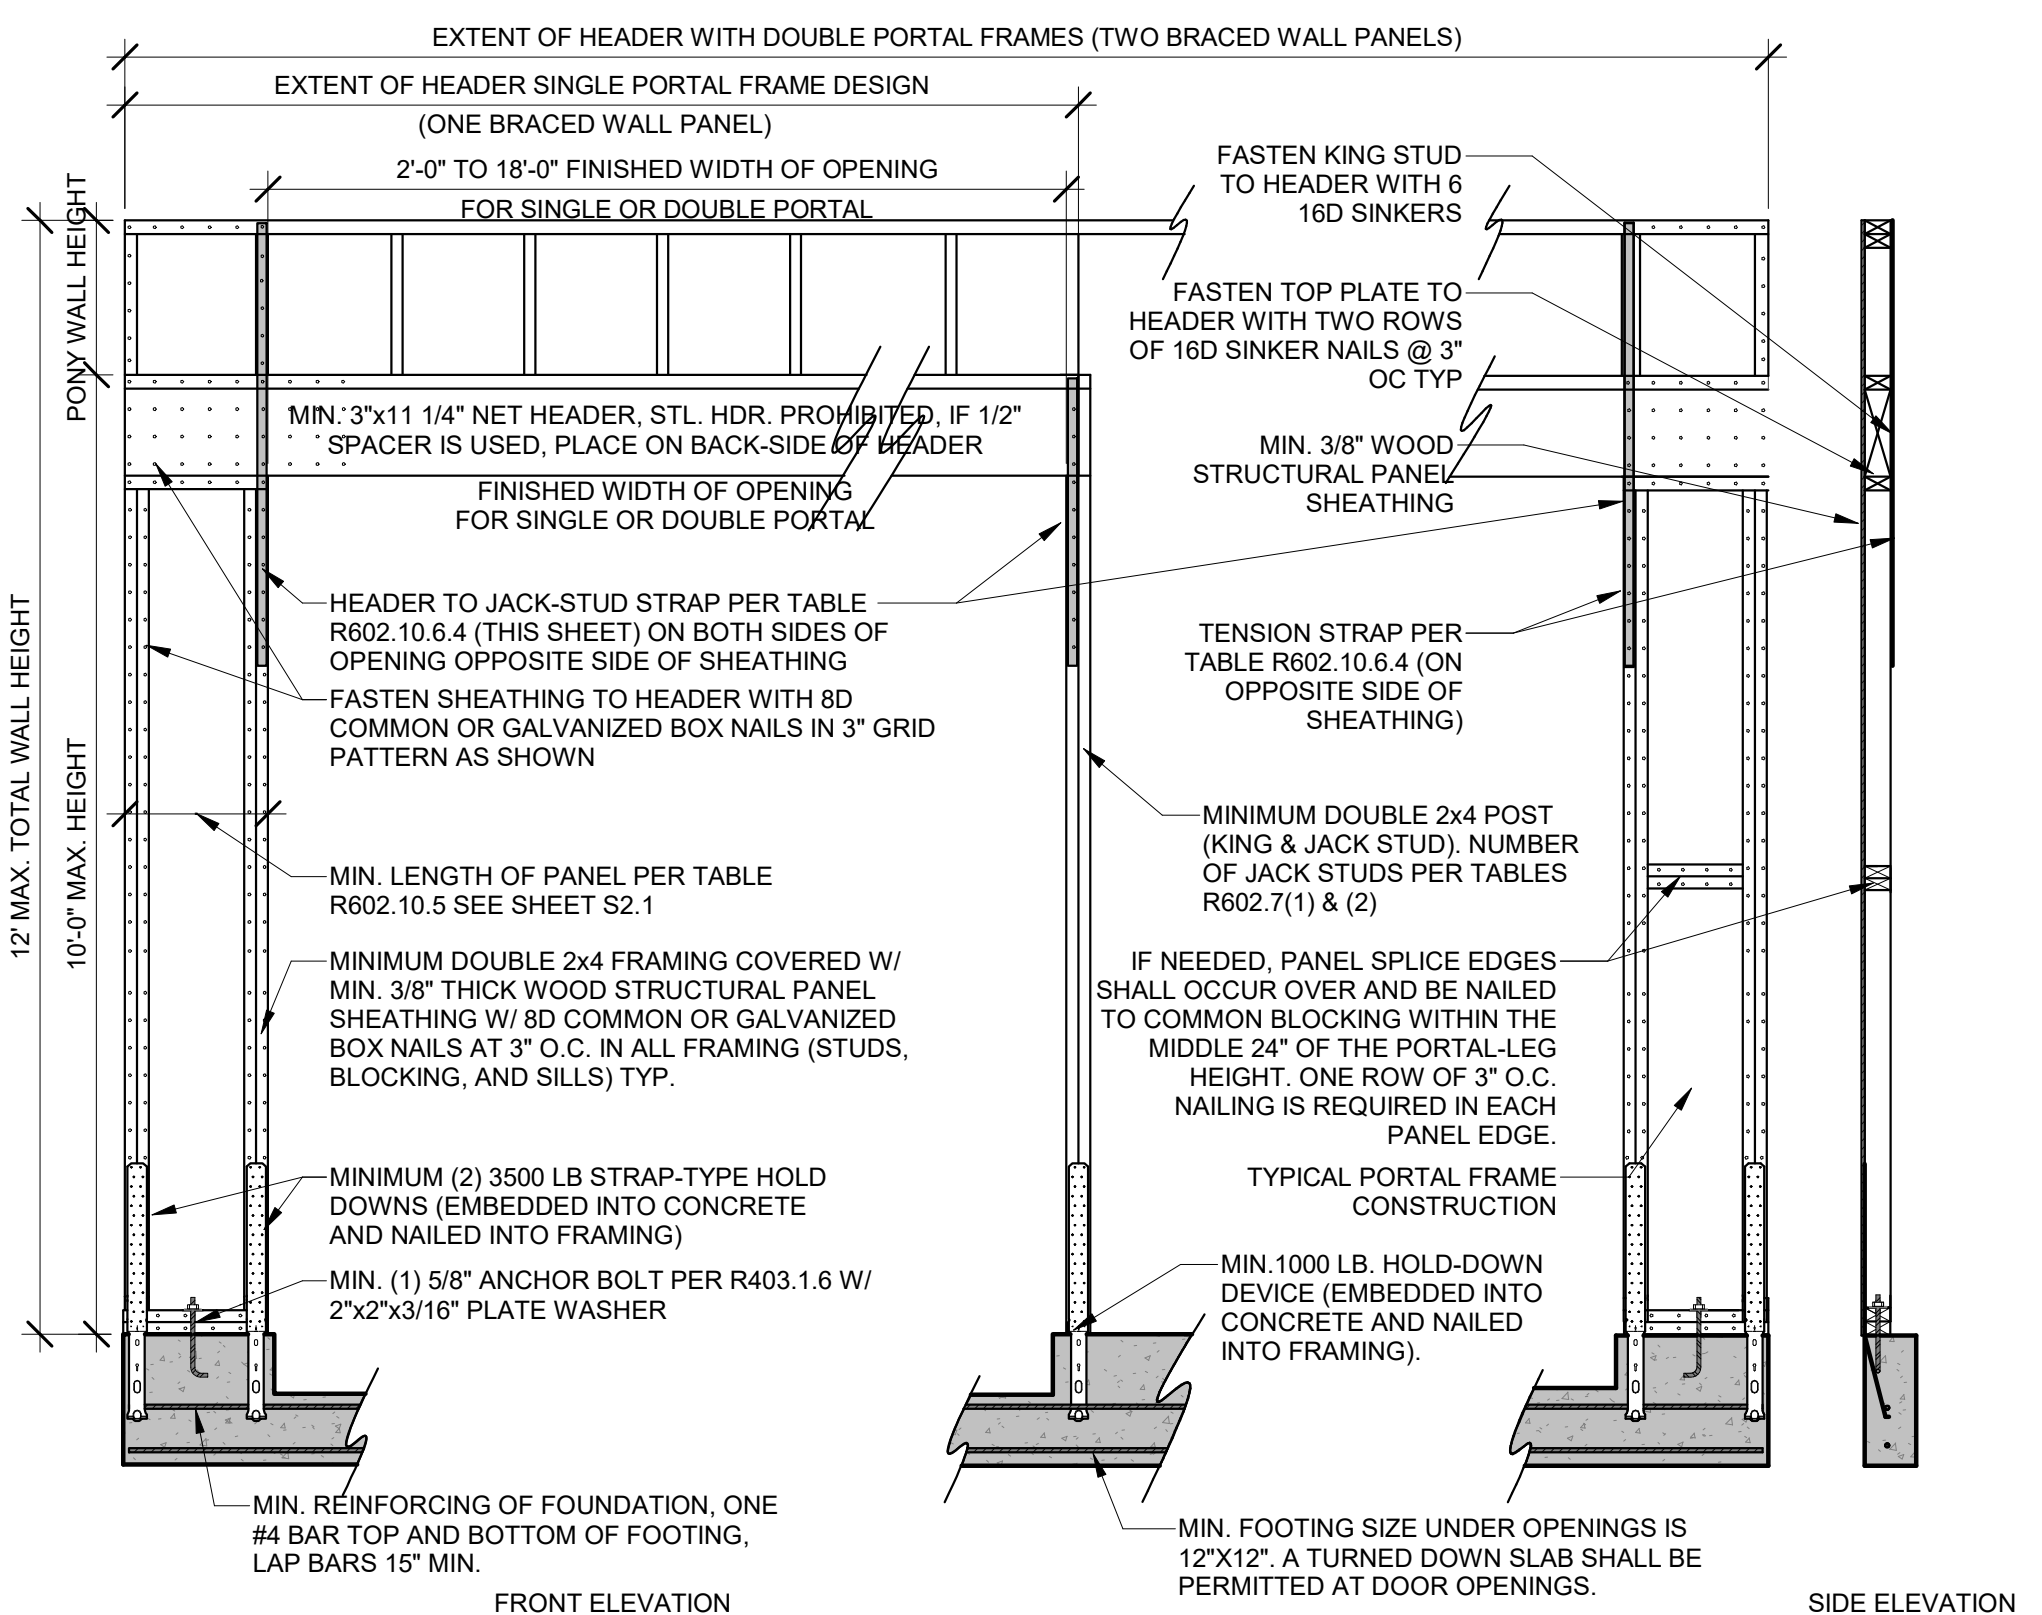 EXTENT OF HEADER WITH DOUBLE PORTAL FRAMES (TWO BRACED WALL PANELS)
EXTENT OF HEADER SINGLE PORTAL FRAME DESIGN
(ONE BRACED WALL PANEL)
2'-0" TO 18'-0" FINISHED WIDTH OF OPENING
FOR SINGLE OR DOUBLE PORTAL
PONY WALL HEIGHT
12' MAX. TOTAL WALL HEIGHT
10'-0" MAX. HEIGHT
FASTEN KING STUD
TO HEADER WITH 6
16D SINKERS
FASTEN TOP PLATE TO
HEADER WITH TWO ROWS
OF 16D SINKER NAILS @ 3"
OC TYP
MIN. 3"x11 1/4" NET HEADER, STL. HDR. PROHIBITED, IF 1/2"
SPACER IS USED, PLACE ON BACK-SIDE OF HEADER
MIN. 3/8" WOOD
STRUCTURAL PANEL
SHEATHING
FINISHED WIDTH OF OPENING
FOR SINGLE OR DOUBLE PORTAL
HEADER TO JACK-STUD STRAP PER TABLE
R602.10.6.4 (THIS SHEET) ON BOTH SIDES OF
OPENING OPPOSITE SIDE OF SHEATHING
TENSION STRAP PER
TABLE R602.10.6.4 (ON
OPPOSITE SIDE OF
SHEATHING)
FASTEN SHEATHING TO HEADER WITH 8D
COMMON OR GALVANIZED BOX NAILS IN 3" GRID
PATTERN AS SHOWN
MINIMUM DOUBLE 2x4 POST
(KING & JACK STUD). NUMBER
OF JACK STUDS PER TABLES
R602.7(1) & (2)
MIN. LENGTH OF PANEL PER TABLE
R602.10.5 SEE SHEET S2.1
MINIMUM DOUBLE 2x4 FRAMING COVERED W/
MIN. 3/8" THICK WOOD STRUCTURAL PANEL
SHEATHING W/ 8D COMMON OR GALVANIZED
BOX NAILS AT 3" O.C. IN ALL FRAMING (STUDS,
BLOCKING, AND SILLS) TYP.
IF NEEDED, PANEL SPLICE EDGES
SHALL OCCUR OVER AND BE NAILED
TO COMMON BLOCKING WITHIN THE
MIDDLE 24" OF THE PORTAL-LEG
HEIGHT. ONE ROW OF 3" O.C.
NAILING IS REQUIRED IN EACH
PANEL EDGE.
MINIMUM (2) 3500 LB STRAP-TYPE HOLD
DOWNS (EMBEDDED INTO CONCRETE
AND NAILED INTO FRAMING)
TYPICAL PORTAL FRAME
CONSTRUCTION
MIN. (1) 5/8" ANCHOR BOLT PER R403.1.6 W/
2"x2"x3/16" PLATE WASHER
MIN.1000 LB. HOLD-DOWN
DEVICE (EMBEDDED INTO
CONCRETE AND NAILED
INTO FRAMING).
MIN. REINFORCING OF FOUNDATION, ONE
#4 BAR TOP AND BOTTOM OF FOOTING,
LAP BARS 15" MIN.
MIN. FOOTING SIZE UNDER OPENINGS IS
12"X12". A TURNED DOWN SLAB SHALL BE
PERMITTED AT DOOR OPENINGS.
FRONT ELEVATION
SIDE ELEVATION